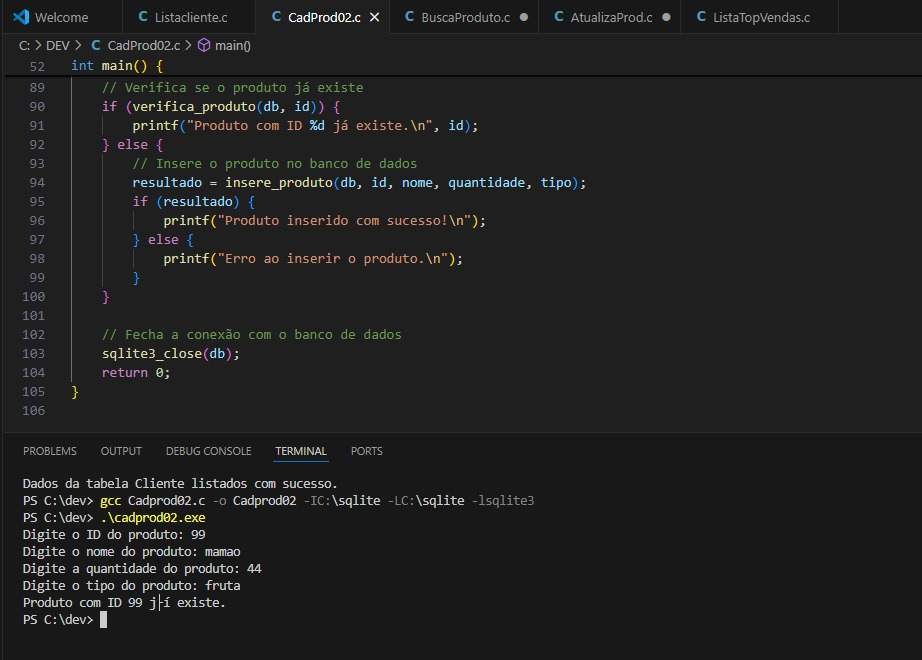 Welcome
C Listacliente.c
C CadProd02.c
C BuscaProduto.c
C AtualizaProd.c
C ListaTopVendas.c
C: > DEV > C CadProd02.c > main()
52 int main() {
89 // Verifica se o produto já existe
90 if (verifica_produto(db, id)) {
91 printf("Produto com ID %d já existe.\n", id);
92 } else {
93 // Insere o produto no banco de dados
94 resultado = insere_produto(db, id, nome, quantidade, tipo);
95 if (resultado) {
96 printf("Produto inserido com sucesso!\n");
97 } else {
98 printf("Erro ao inserir o produto.\n");
99 }
100 }
101
102 // Fecha a conexão com o banco de dados
103 sqlite3_close(db);
104 return 0;
105 }
106
PROBLEMS OUTPUT DEBUG CONSOLE TERMINAL PORTS
Dados da tabela Cliente listados com sucesso.
PS C:\dev> gcc Cadprod02.c -o Cadprod02 -IC:\sqlite -LC:\sqlite -lsqlite3
PS C:\dev> .\cadprod02.exe
Digite o ID do produto: 99
Digite o nome do produto: mamao
Digite a quantidade do produto: 44
Digite o tipo do produto: fruta
Produto com ID 99 j├í existe.
PS C:\dev>